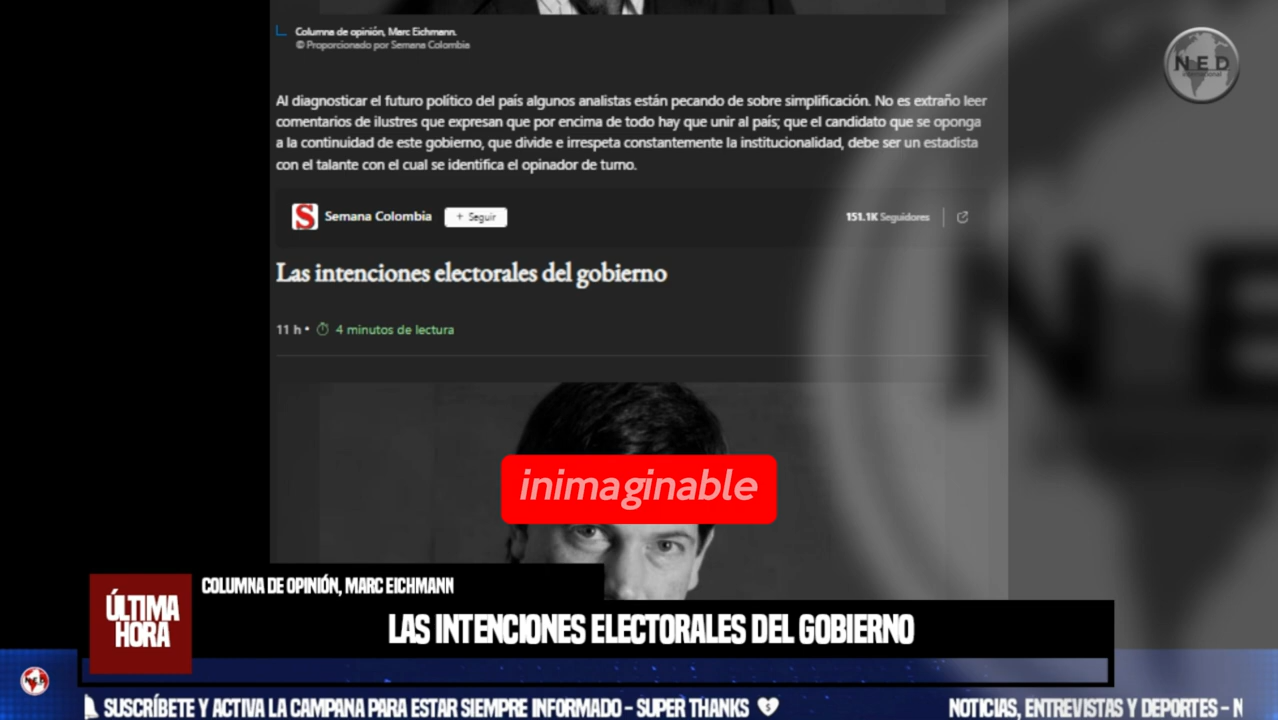 Columna de opinión, Marc Eichmann.
© Proporcionado por Semana Colombia
NED
international
Al diagnosticar el futuro político del país algunos analistas están pecando de sobre simplificación. No es extraño leer
comentarios de ilustres que expresan que por encima de todo hay que unir al país; que el candidato que se oponga
a la continuidad de este gobierno, que divide e irrespeta constantemente la institucionalidad, debe ser un estadista
con el talante con el cual se identifica el opinador de turno.
S Semana Colombia + Seguir 151.1K Seguidores
Las intenciones electorales del gobierno
11 h • 4 minutos de lectura
N E
inimaginable
COLUMNA DE OPINIÓN, MARC EICHMANN
ÚLTIMA
HORA
LAS INTENCIONES ELECTORALES DEL GOBIERNO
NED
SUSCRÍBETE Y ACTIVA LA CAMPANA PARA ESTAR SIEMPRE INFORMADO - SUPER THANKS NOTICIAS, ENTREVISTAS Y DEPORTES - N